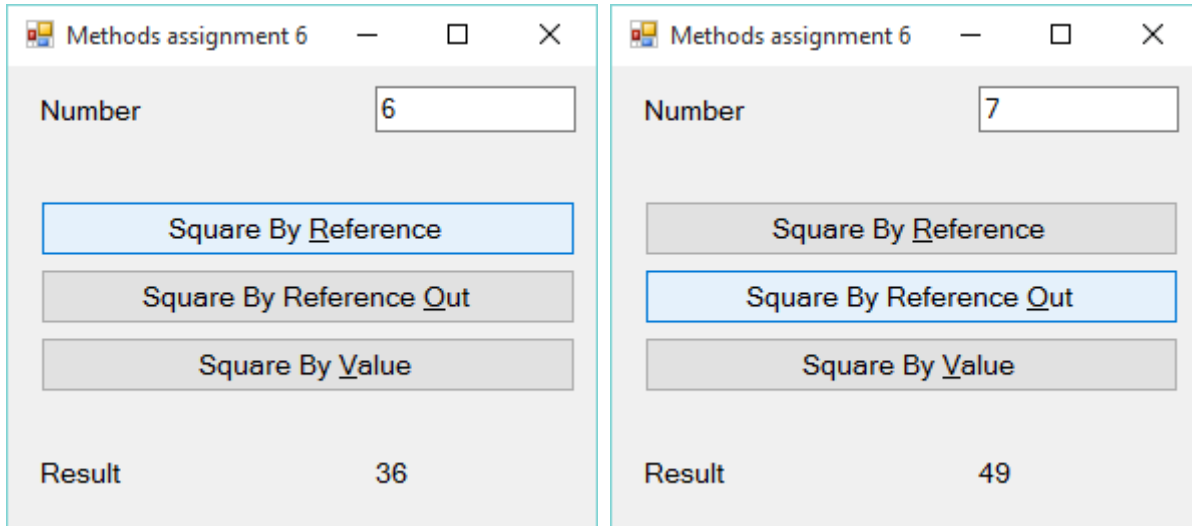 Methods assignment 6
Number 6
Square By Reference
Square By Reference Out
Square By Value
Result 36
Methods assignment 6
Number 7
Square By Reference
Square By Reference Out
Square By Value
Result 49